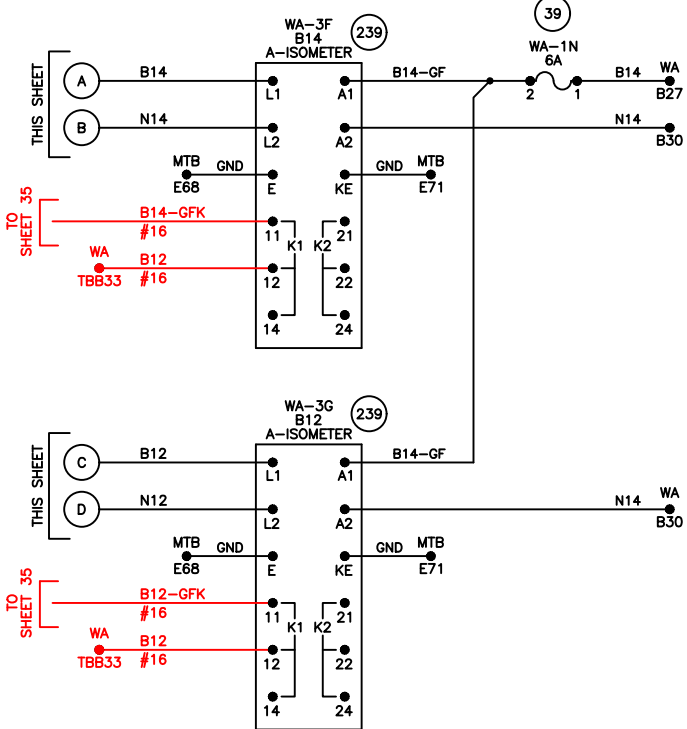 39
WA-3F
B14
A-ISOMETER
239
WA-1N
6A
THIS SHEET
A
B14
L1
A1
B14-GF
2
1
B14
WA
B27
B
N14
L2
A2
N14
B30
MTB
GND
E68
E
KE
GND
MTB
E71
TO
SHEET 35
B14-GFK
#16
11
21
K1
K2
WA
TBB33
B12
#16
12
22
14
24
WA-3G
B12
A-ISOMETER
239
THIS SHEET
C
B12
L1
A1
B14-GF
D
N12
L2
A2
N14
WA
B30
MTB
GND
E68
E
KE
GND
MTB
E71
TO
SHEET 35
B12-GFK
#16
11
21
K1
K2
WA
TBB33
B12
#16
12
22
14
24